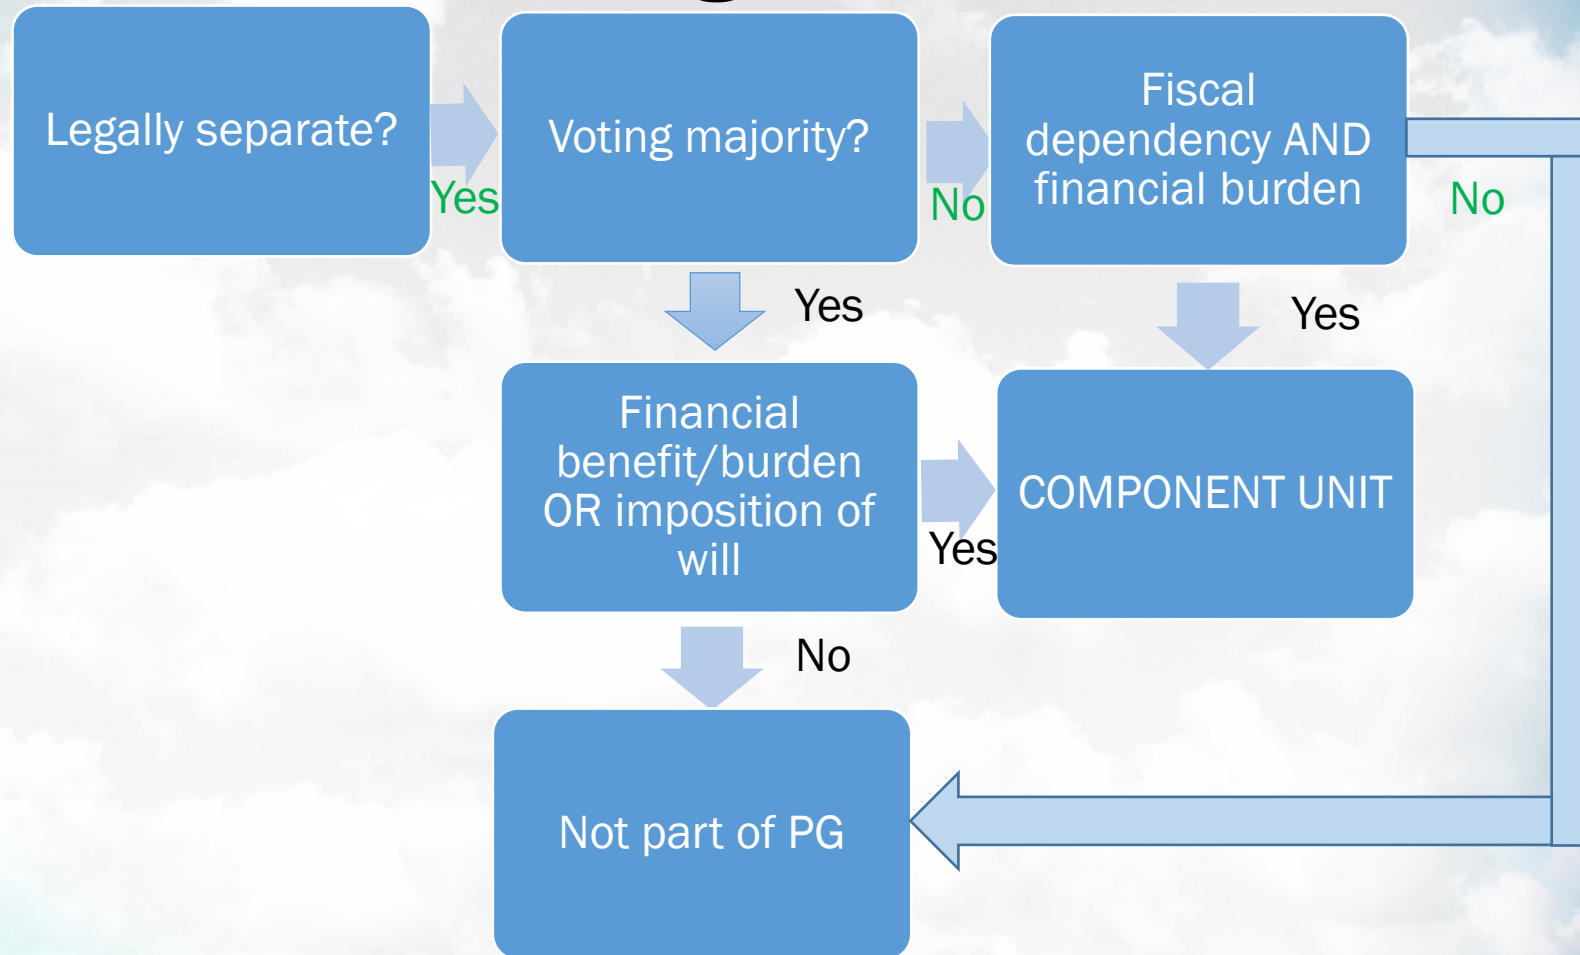 Legally separate?
Yes
Voting majority?
No
Fiscal
dependency AND
financial burden
No
Yes
Yes
Financial
benefit/burden
OR imposition of
will
Yes
COMPONENT UNIT
No
Not part of PG